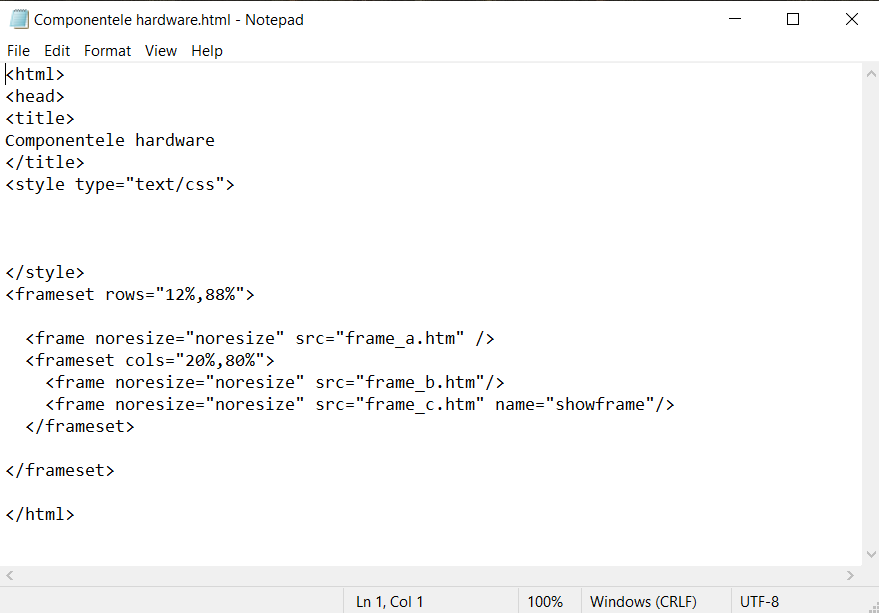 Componentele hardware.html - Notepad
File Edit Format View Help
<html>
<head>
<title>
Componentele hardware
</title>
<style type="text/css">
</style>
<frameset rows="12%,88%">
<frame noresize="noresize" src="frame_a.htm" />
<frameset cols="20%,80%">
<frame noresize="noresize" src="frame_b.htm"/>
<frame noresize="noresize" src="frame_c.htm" name="showframe"/>
</frameset>
</frameset>
</html>
Ln 1, Col 1 100% Windows (CRLF) UTF-8